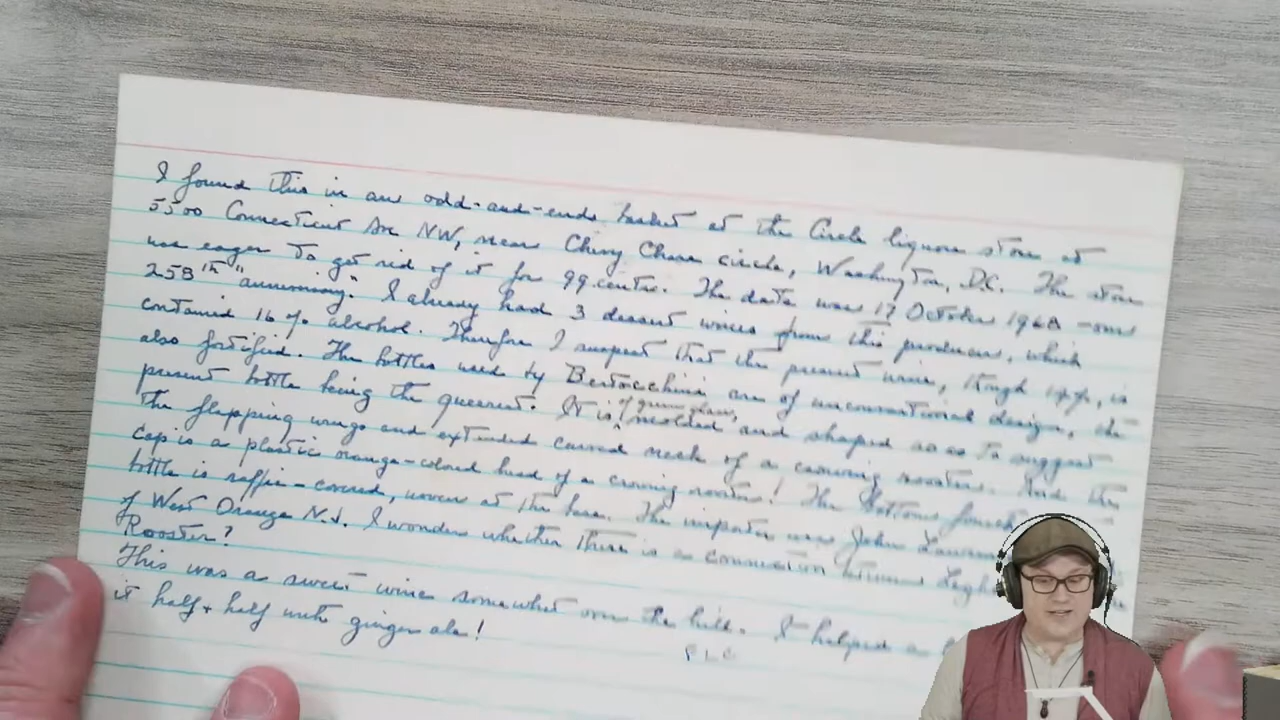 I found this in an odd-and-ends basket at the Circle liquor store at
5500 Connecticut Ave NW, near Chevy Chase circle, Washington, D.C. The store
was eager to get rid of it for 99 cents. The date was 17 October 1968 - our
25th "anniming". I already had 3 dessert wines from this producer, which
contained 16% alcohol. Therefore I suspect that the present wine, though 14%, is
also fortified. The bottles used by Bertocchini are of unconventional design, the
present bottle being the queerest. It is, of green glass, molded and shaped so as to suggest
the flapping wings and extended curved neck of a crowing rooster. And the
cap is a plastic orange-colored head of a crowing rooster! The bottom fourth
bottle is raffia-covered, woven at the base. The importer was John
of West Orange N.J. I wonder whether there is a connection between
Rooster?
This was a sweet wine somewhat over the hill. It helped
it half + half with ginger ale!